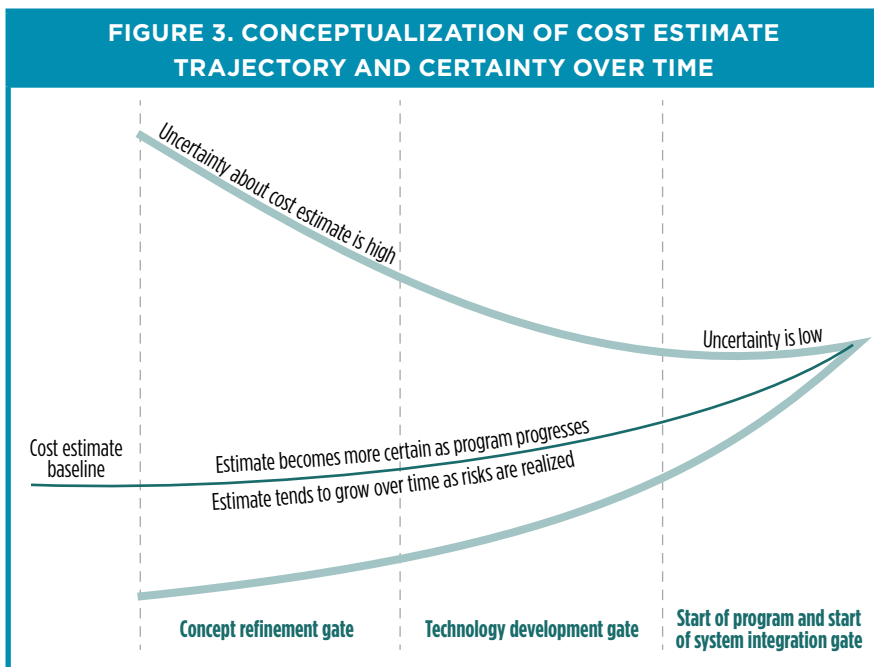 FIGURE 3. CONCEPTUALIZATION OF COST ESTIMATE
TRAJECTORY AND CERTAINTY OVER TIME
Uncertainty about cost estimate is high
Uncertainty is low
Cost estimate
baseline
Estimate becomes more certain as program progresses
Estimate tends to grow over time as risks are realized
Concept refinement gate
Technology development gate
Start of program and start
of system integration gate